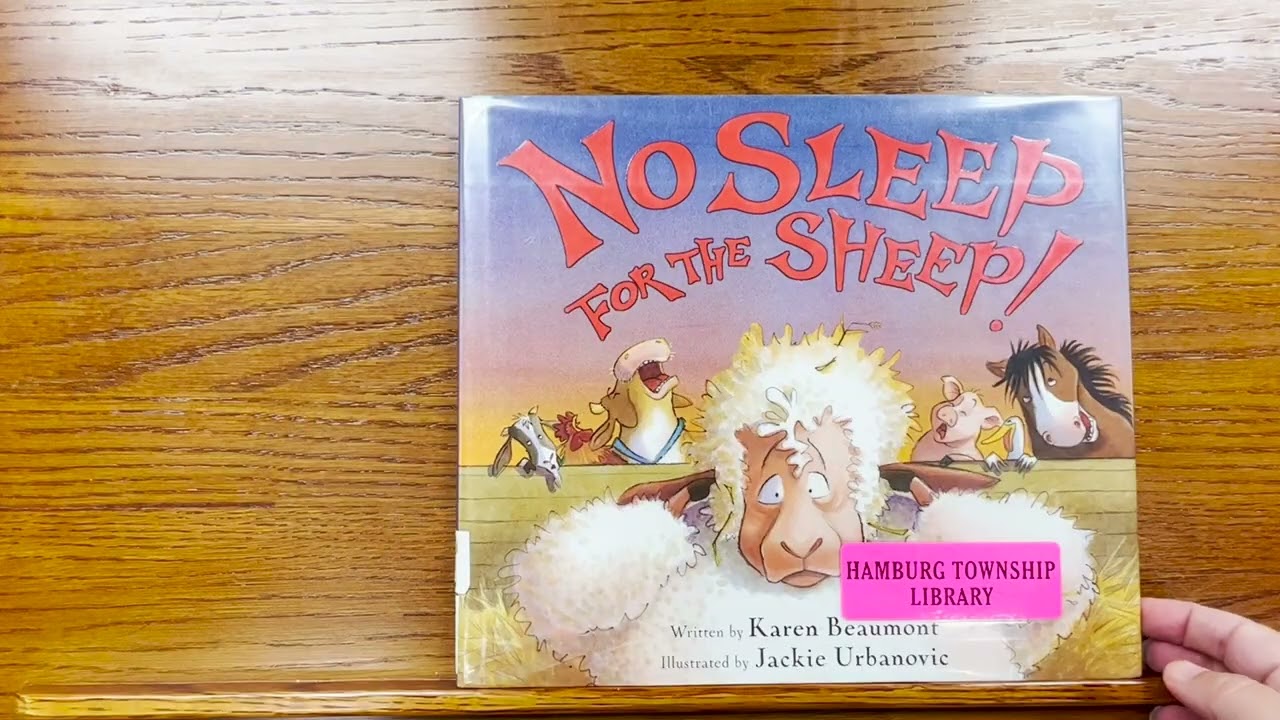 NO SLEEP
FOR THE SHEEP!
HAMBURG TOWNSHIP
LIBRARY
Written by Karen Beaumont
Illustrated by Jackie Urbanovic